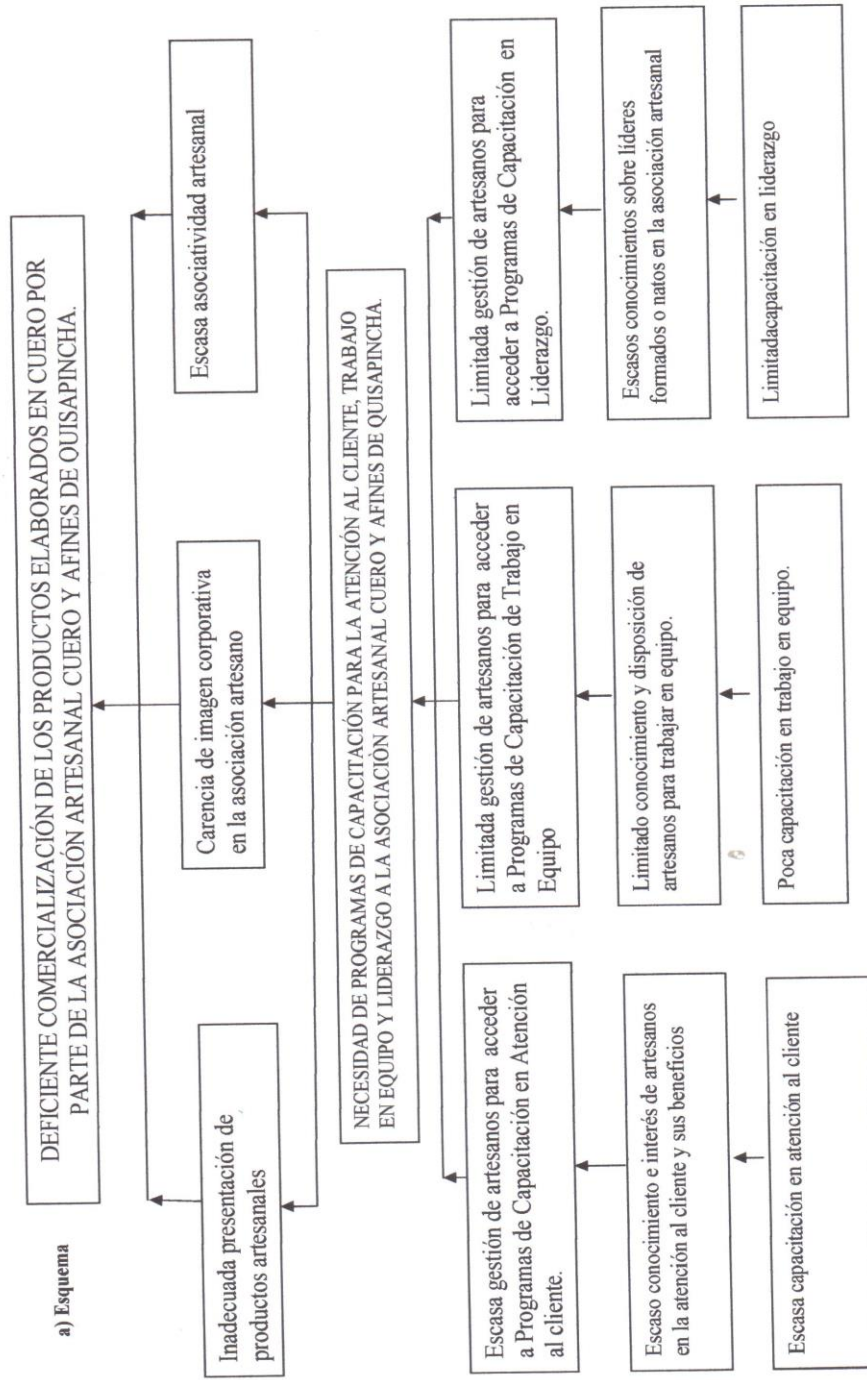 a) Esquema
DEFICIENTE COMERCIALIZACIÓN DE LOS PRODUCTOS ELABORADOS EN CUERO POR
PARTE DE LA ASOCIACIÓN ARTESANAL CUERO Y AFINES DE QUISAPINCHA.
Inadecuada presentación de
productos artesanales
Carencia de imagen corporativa
en la asociación artesano
Escasa asociatividad artesanal
NECESIDAD DE PROGRAMAS DE CAPACITACIÓN PARA LA ATENCIÓN AL CLIENTE, TRABAJO
EN EQUIPO Y LIDERAZGO A LA ASOCIACIÓN ARTESANAL CUERO Y AFINES DE QUISAPINCHA.
Escasa gestión de artesanos para acceder
a Programas de Capacitación en Atención
al cliente.
Limitada gestión de artesanos para acceder
a Programas de Capacitación de Trabajo en
Equipo
Limitada gestión de artesanos para
acceder a Programas de Capacitación en
Liderazgo.
Escaso conocimiento e interés de artesanos
en la atención al cliente y sus beneficios
Limitado conocimiento y disposición de
artesanos para trabajar en equipo.
Escasos conocimientos sobre líderes
formados o natos en la asociación artesanal
Escasa capacitación en atención al cliente
Poca capacitación en trabajo en equipo.
Limitadacapacitación en liderazgo